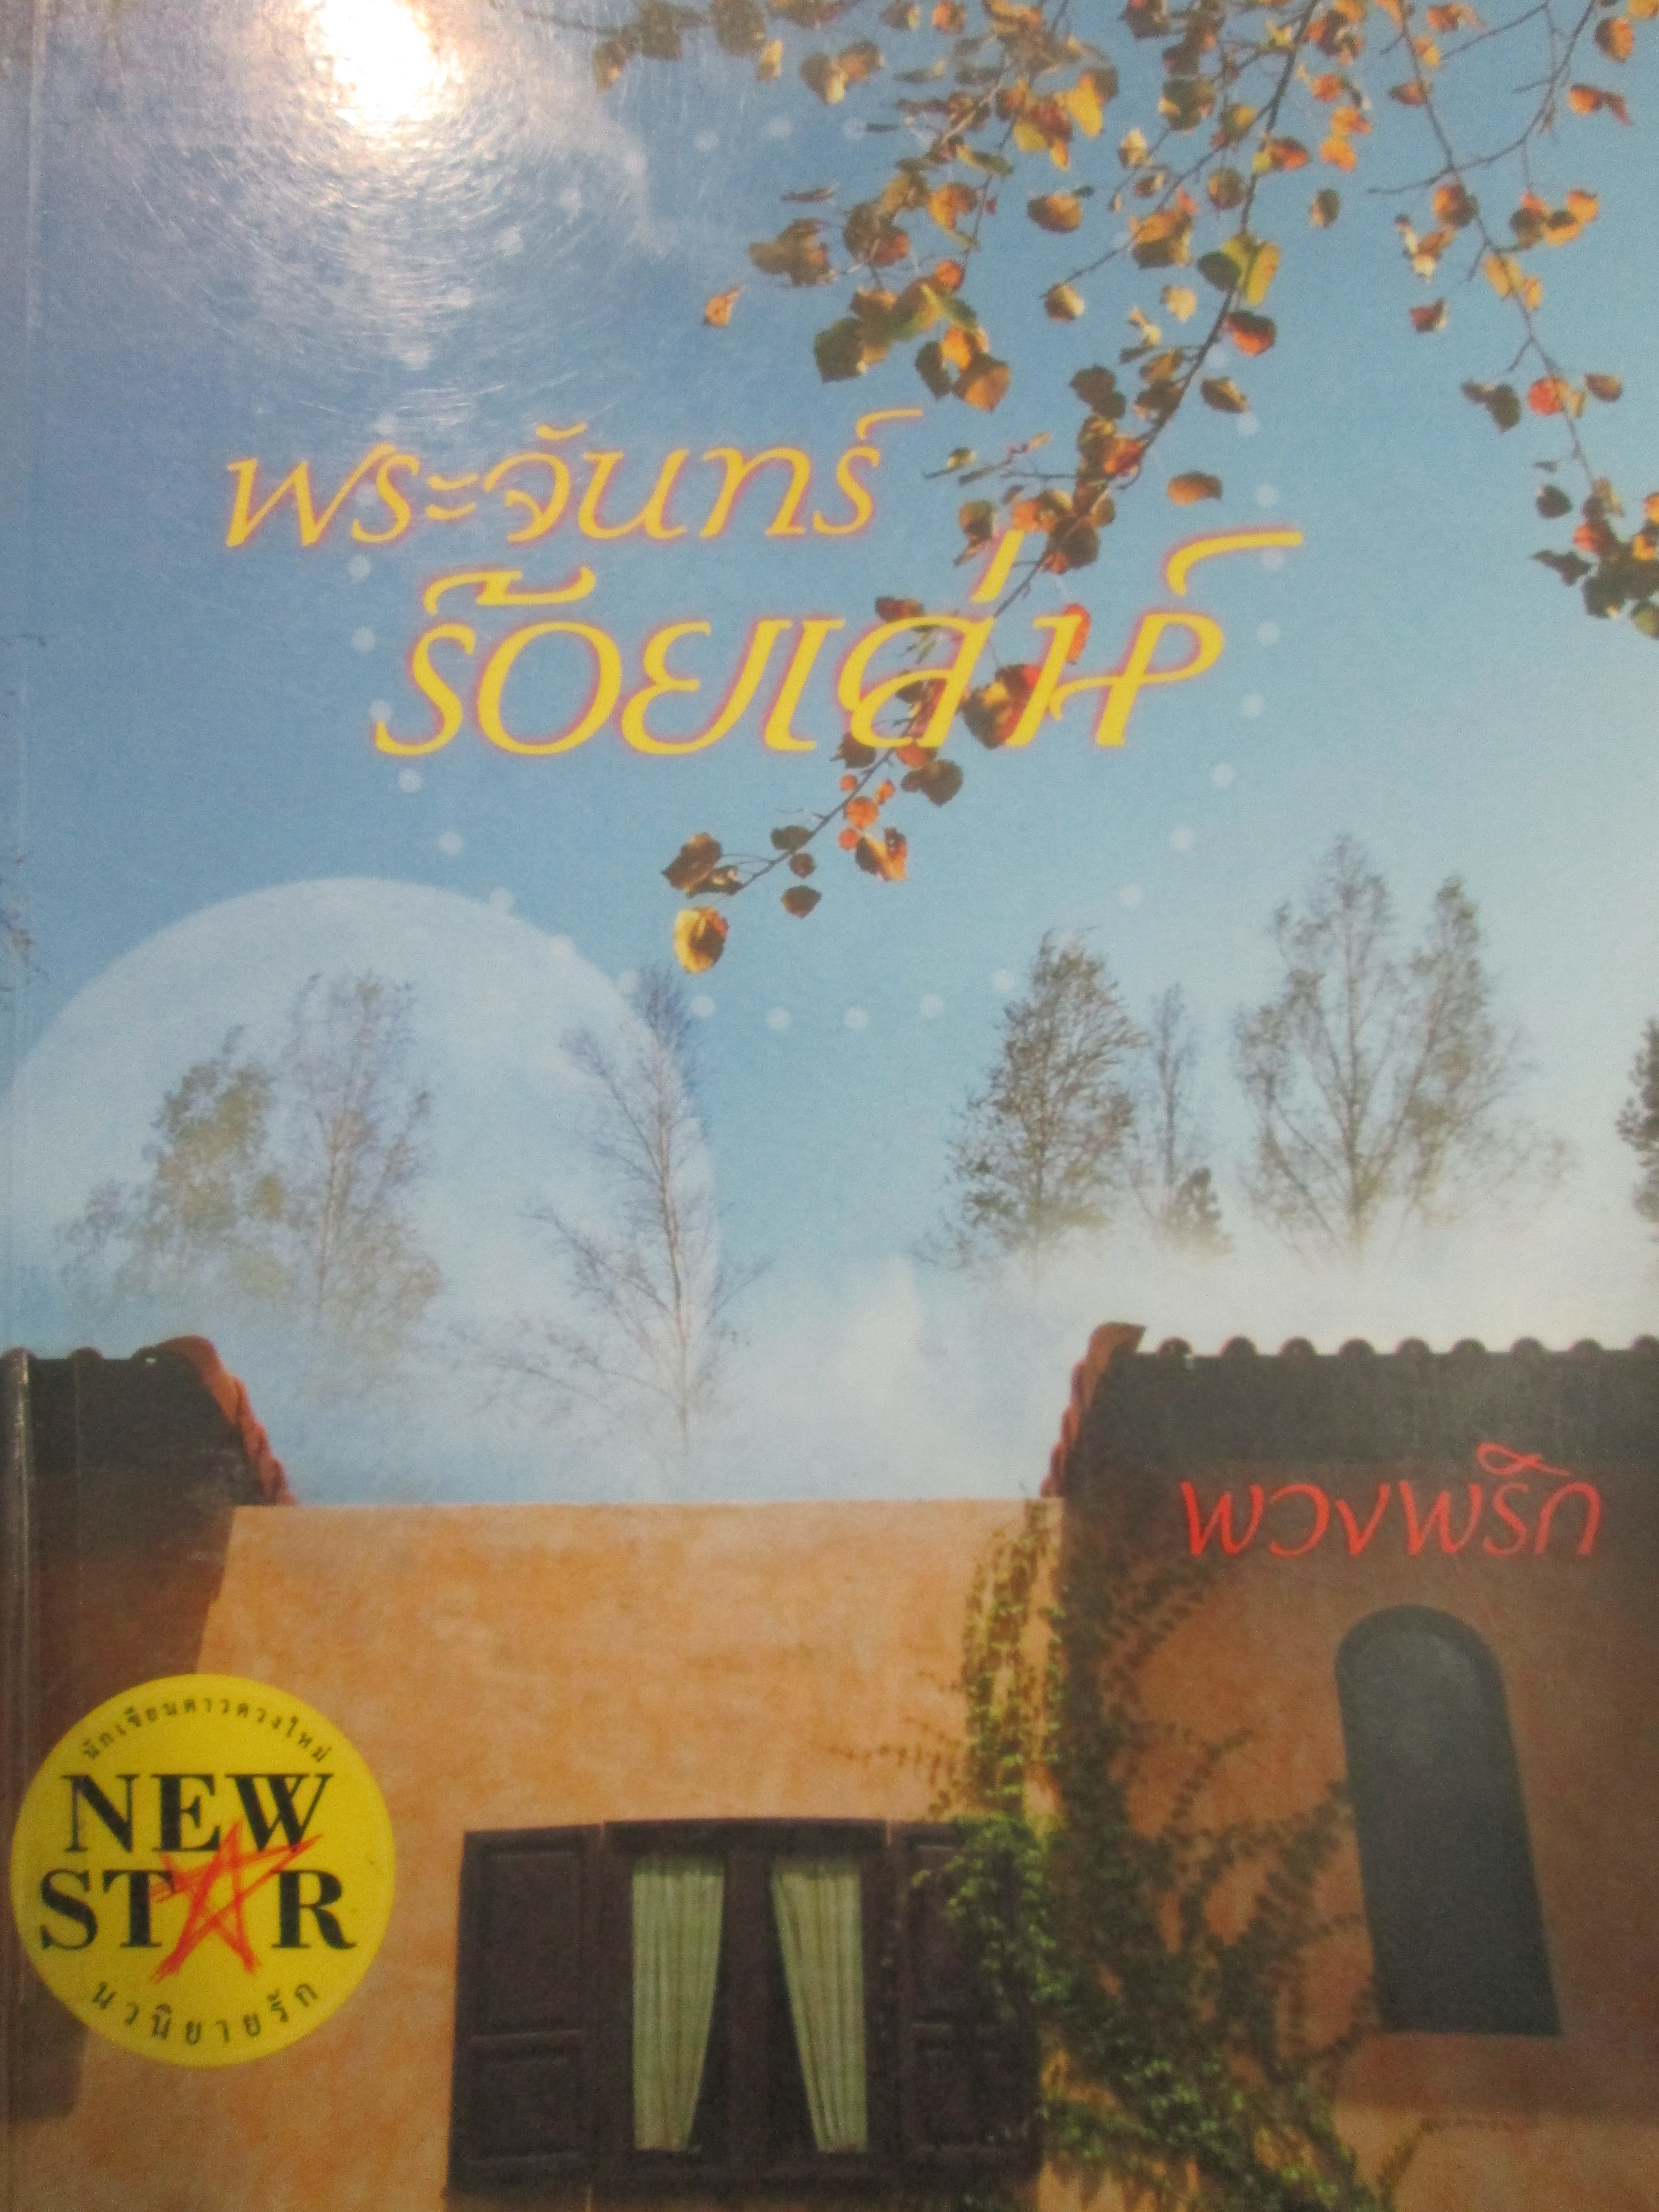 พระจันทร์
ร้อยเล่ห์
พวงพริก
นักเขียนดาวดวงใหม่
NEW
STAR
นวนิยายรัก